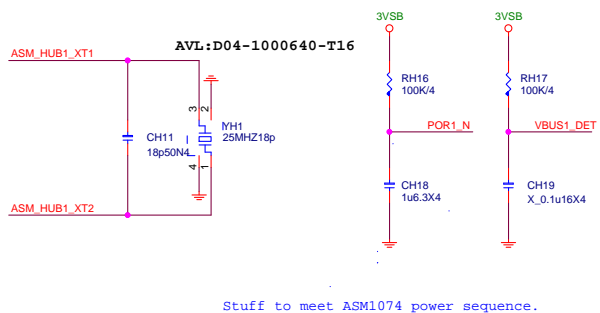 AVL:D04-1000640-T16
3VSB
3VSB
ASM_HUB1_XT1
RH16
100K/4
RH17
100K/4
3
2
CH11
18p50N4
YH1
25MHZ18p
POR1_N
VBUS1_DET
4
1
CH18
1u6.3X4
CH19
X_0.1u16X4
ASM_HUB1_XT2
Stuff to meet ASM1074 power sequence.